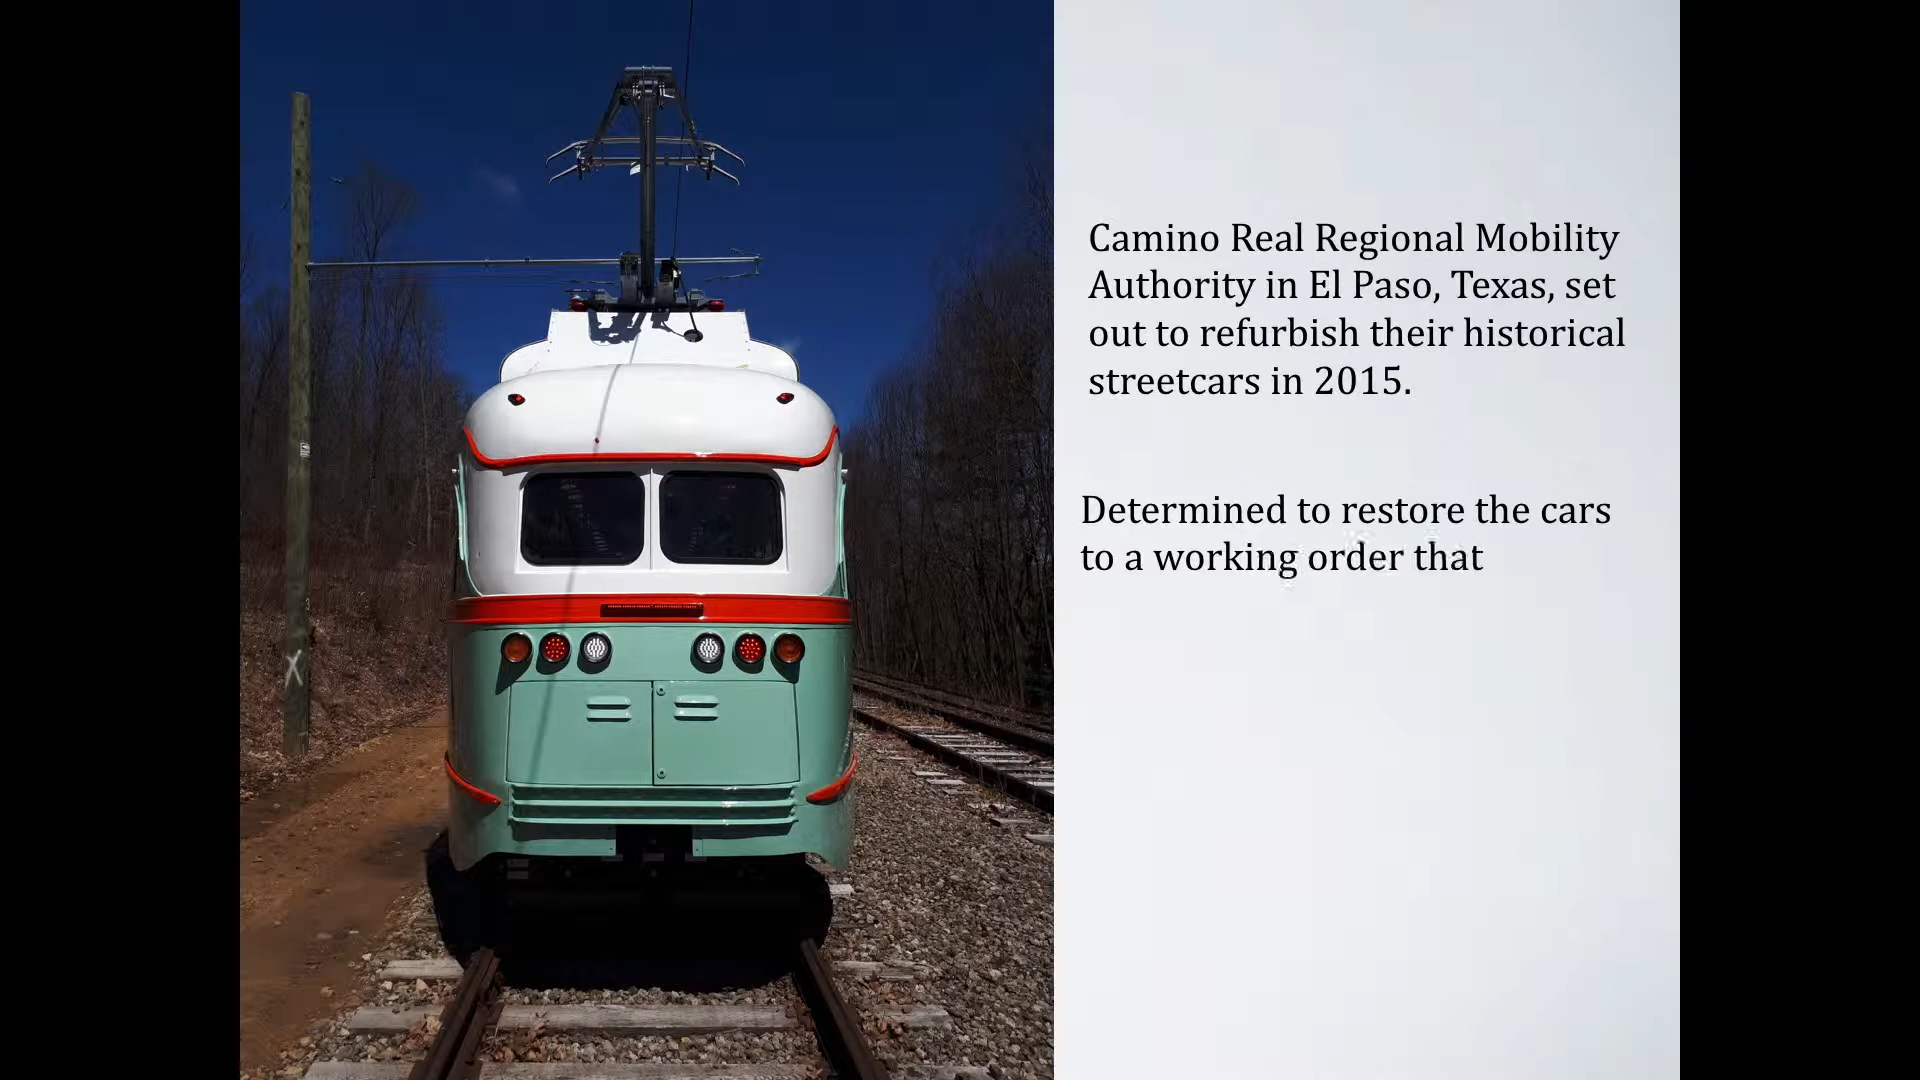 Camino Real Regional Mobility
Authority in El Paso, Texas, set
out to refurbish their historical
streetcars in 2015.
Determined to restore the cars
to a working order that